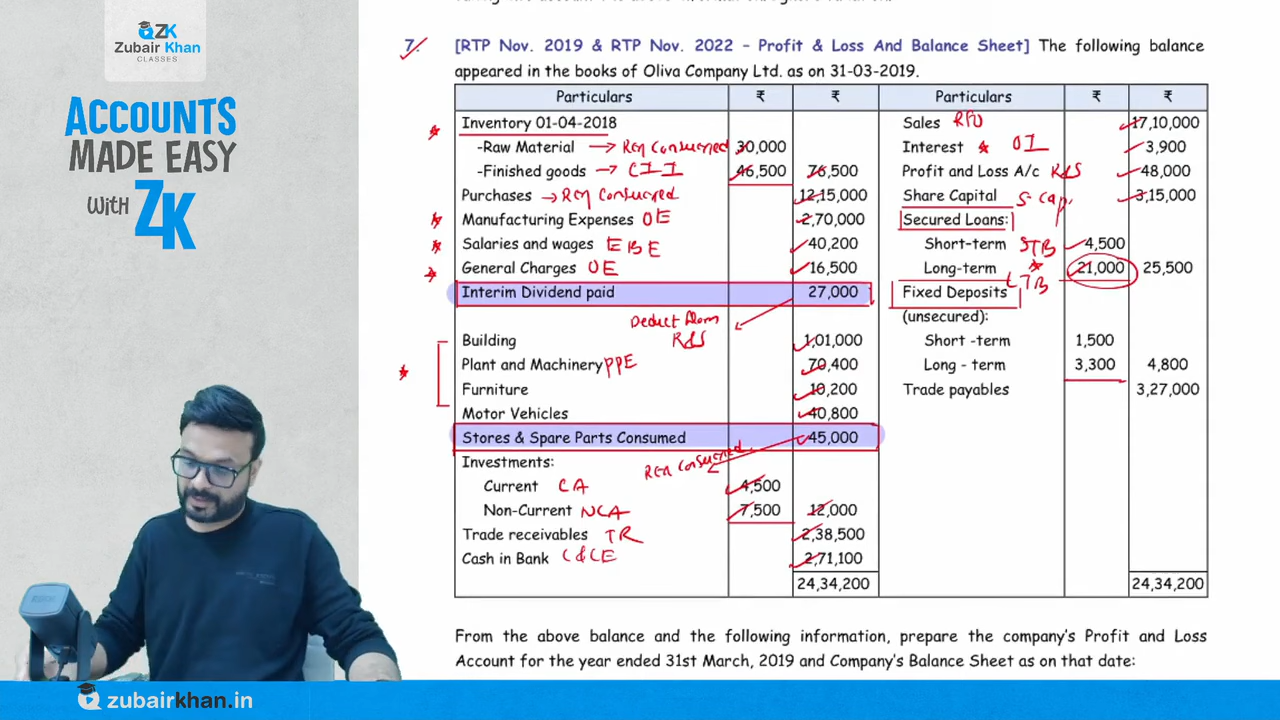 ZK
Zubair Khan
CLASSES
ACCOUNTS
MADE EASY
with ZK
7. [RTP Nov. 2019 & RTP Nov. 2022 – Profit & Loss And Balance Sheet] The following balance
appeared in the books of Oliva Company Ltd. as on 31-03-2019.
Particulars ₹ ₹ Particulars ₹ ₹
Inventory 01-04-2018 Sales RFO 17,10,000
-Raw Material → RM Consumed 30,000 Interest OI 3,900
-Finished goods → CII 46,500 76,500 Profit and Loss A/c R&S 48,000
Purchases → RM Consumed 12,15,000 Share Capital S. Cap. 3,15,000
Manufacturing Expenses OE 2,70,000 Secured Loans:
Salaries and wages EBE 40,200 Short-term STB 4,500
General Charges OE 16,500 Long-term LTB 21,000 25,500
Interim Dividend paid 27,000 Fixed Deposits
Deduct from (unsecured):
R&S
Building 1,01,000 Short -term 1,500
Plant and Machinery PPE 70,400 Long - term 3,300 4,800
Furniture 10,200 Trade payables 3,27,000
Motor Vehicles 40,800
Stores & Spare Parts Consumed 45,000
Investments: RM Consumed
Current CA 4,500
Non-Current NCA 7,500 12,000
Trade receivables TR 2,38,500
Cash in Bank C&CE 2,71,100
24,34,200 24,34,200
From the above balance and the following information, prepare the company's Profit and Loss
Account for the year ended 31st March, 2019 and Company's Balance Sheet as on that date:
zubairkhan.in